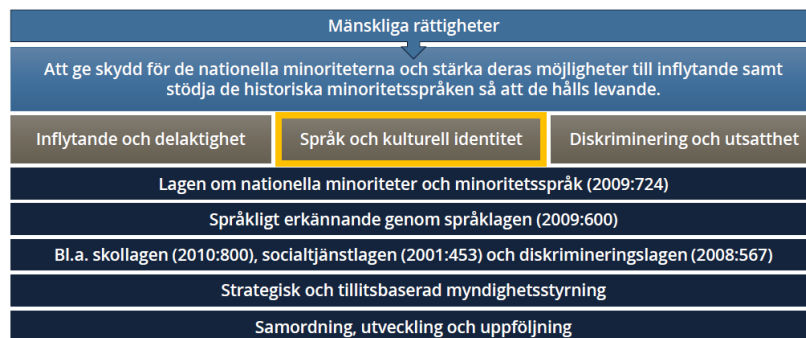 Mänskliga rättigheter
Att ge skydd för de nationella minoriteterna och stärka deras möjligheter till inflytande samt
stödja de historiska minoritetsspråken så att de hålls levande.
Inflytande och delaktighet
Språk och kulturell identitet
Diskriminering och utsatthet
Lagen om nationella minoriteter och minoritetsspråk (2009:724)
Språkligt erkännande genom språklagen (2009:600)
Bl.a. skollagen (2010:800), socialtjänstlagen (2001:453) och diskrimineringslagen (2008:567)
Strategisk och tillitsbaserad myndighetsstyrning
Samordning, utveckling och uppföljning